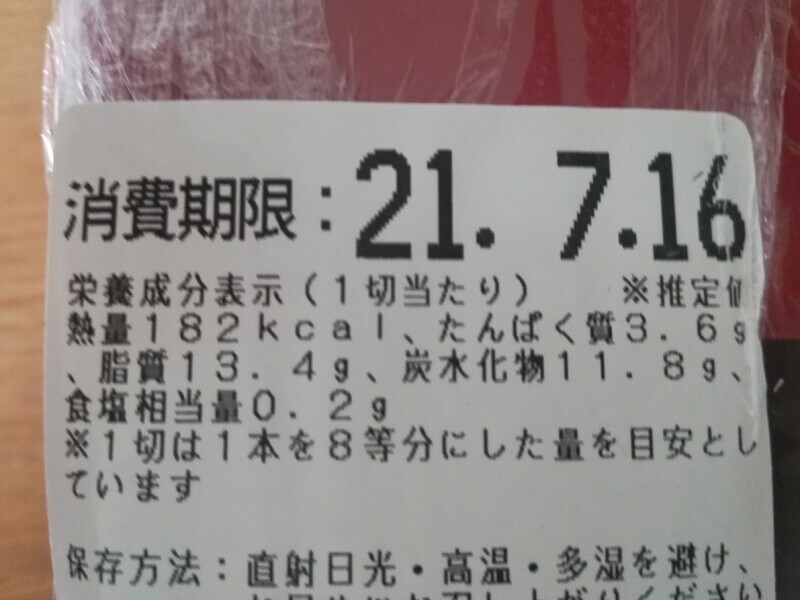 消費期限：21. 7.16
栄養成分表示（1切当たり） ※推定値
熱量182kcal、たんぱく質3.6g
、脂質13.4g、炭水化物11.8g、
食塩相当量0.2g
※1切は1本を8等分にした量を目安とし
ています
保存方法：直射日光・高温・多湿を避け、